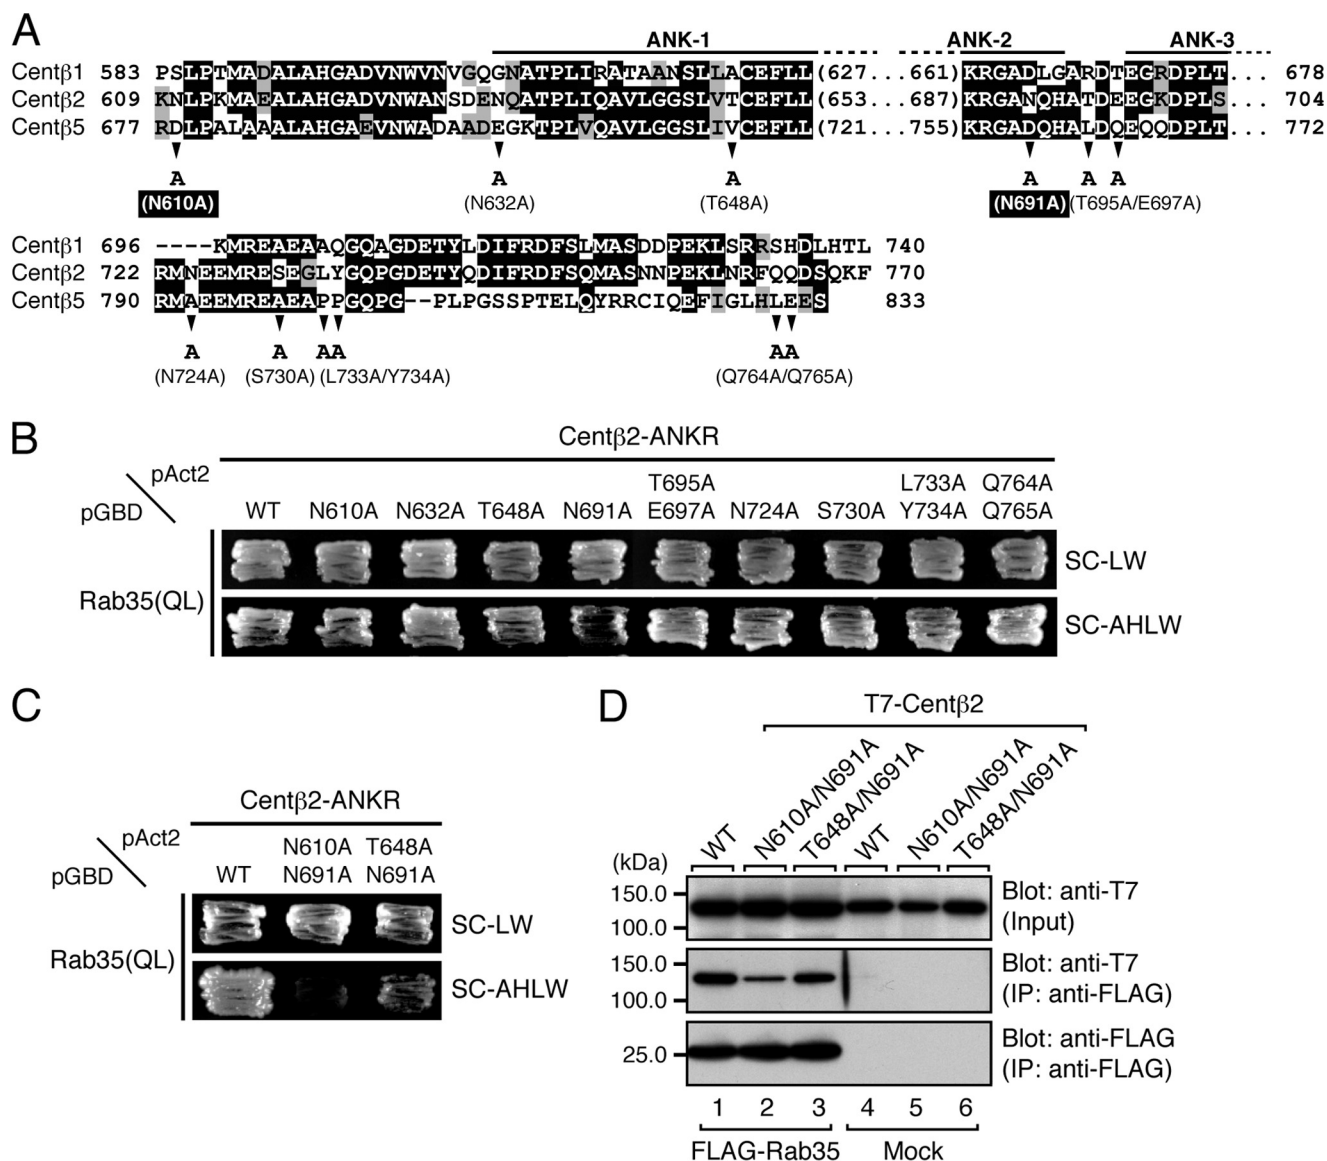 A
ANK-1 ANK-2 ANK-3
Centβ1 583 PSLPTMADALAHGADVNWVNVGQGNATPLIRATAANSLLACEFLL(627...661)KRGADLGARDTEGRDPLT... 678
Centβ2 609 KNLPKMAEALAHGADVNWANSDENQATPLIQAVLGGSLVTCEFLL(653...687)KRGANQHATDEEGKDPLS... 704
Centβ5 677 RDLPALAAALAHGAEVNWADAADEGKTPLVQAVLGGSLIVCEFLL(721...755)KRGADQHALDQEQQDPLT... 772
A A A A A A
(N610A) (N632A) (T648A) (N691A) (T695A/E697A)
Centβ1 696 ----KMREAEAAQGQAGDETYLDIFRDFSLMASDDPEKLSRRSHDLHTL 740
Centβ2 722 RMNEEMRESEGLYGQPGDETYQDIFRDFSQMASNNPEKLNRFQQDSQKF 770
Centβ5 790 RMAEEMREAEAPPGQPG--PLPGSSPTELQYRRCIQEFIGLHLEES 833
A A AA AA
(N724A) (S730A) (L733A/Y734A) (Q764A/Q765A)
B
Centβ2-ANKR
pAct2
pGBD
WT N610A N632A T648A N691A T695A E697A N724A S730A L733A Y734A Q764A Q765A
Rab35(QL)
SC-LW
SC-AHLW
C
Centβ2-ANKR
pAct2
pGBD
WT N610A N691A T648A N691A
Rab35(QL)
SC-LW
SC-AHLW
D
T7-Centβ2
WT N610A/N691A T648A/N691A WT N610A/N691A T648A/N691A
(kDa)
150.0
100.0
Blot: anti-T7
(Input)
150.0
100.0
Blot: anti-T7
(IP: anti-FLAG)
25.0
Blot: anti-FLAG
(IP: anti-FLAG)
1 2 3 4 5 6
FLAG-Rab35 Mock